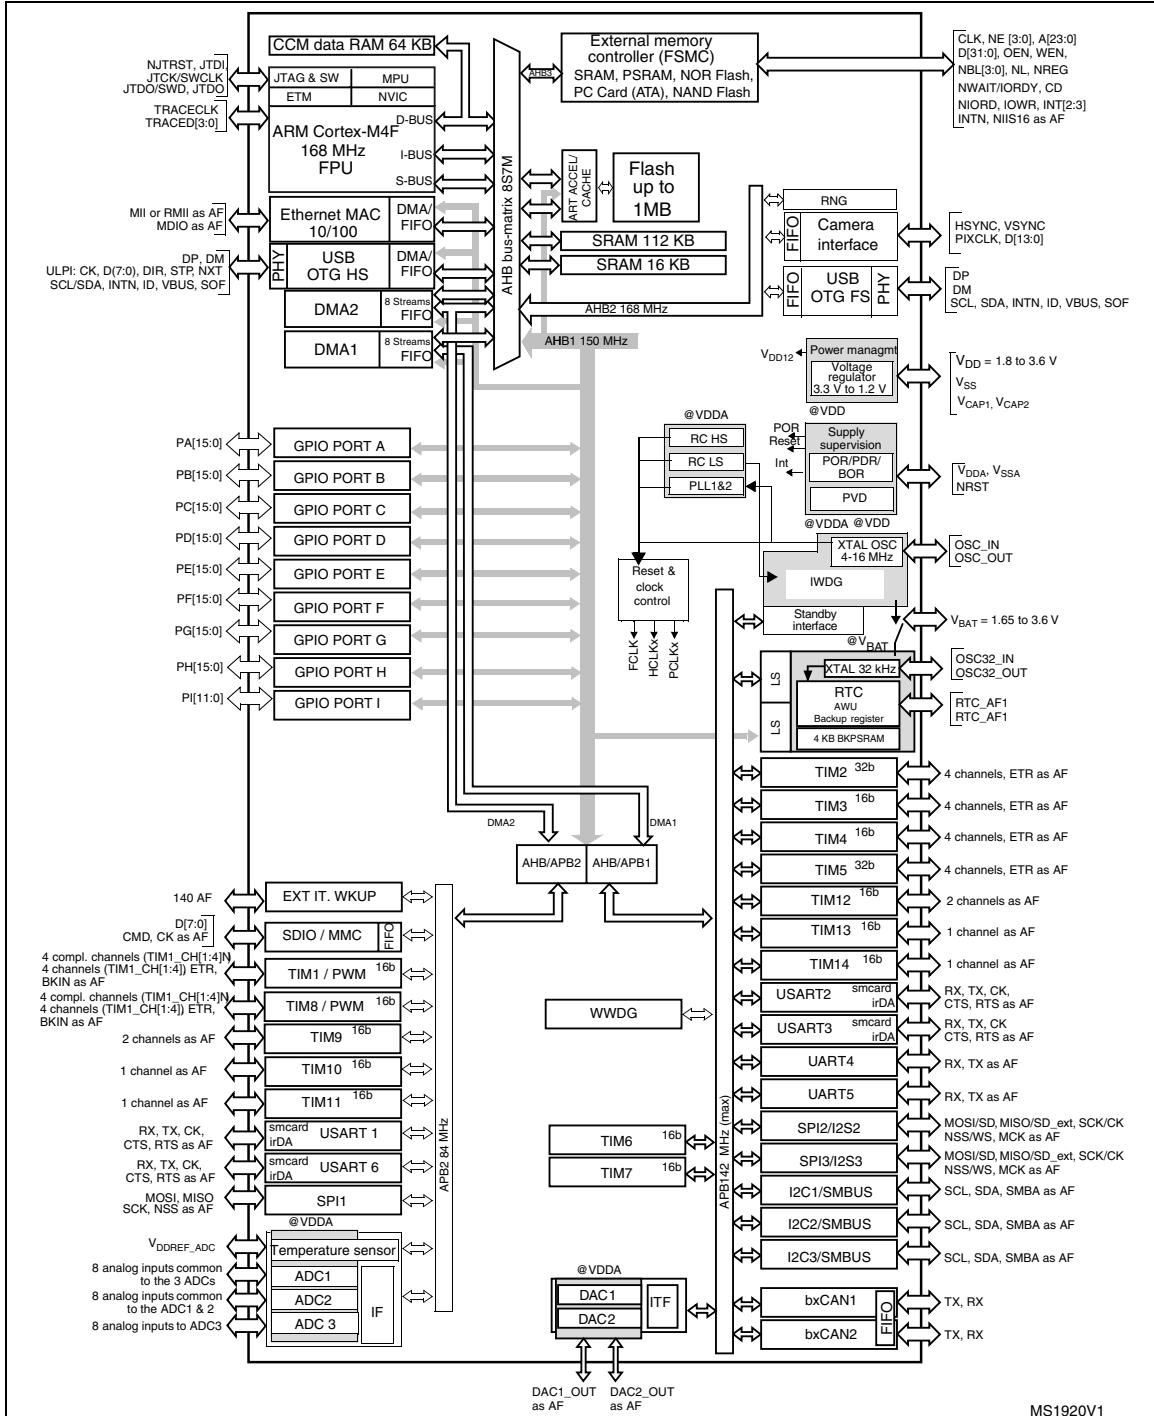 CCM data RAM 64 KB
External memory
controller (FSMC)
SRAM, PSRAM, NOR Flash,
PC Card (ATA), NAND Flash
CLK, NE [3:0], A[23:0]
D[31:0], OEN, WEN,
NBL[3:0], NL, NREG
NWAIT/IORDY, CD
NIORD, IOWR, INT[2:3]
INTN, NIIS16 as AF
AHB3
NJTRST, JTDI,
JTCK/SWCLK
JTDO/SWD, JTDO
JTAG & SW
MPU
ETM
NVIC
TRACECLK
TRACED[3:0]
ARM Cortex-M4F
168 MHz
FPU
D-BUS
I-BUS
S-BUS
AHB bus-matrix 8S7M
ART ACCEL/
CACHE
Flash
up to
1MB
SRAM 112 KB
SRAM 16 KB
AHB2 168 MHz
AHB1 150 MHz
MII or RMII as AF
MDIO as AF
Ethernet MAC
10/100
DMA/
FIFO
DP, DM
ULPI: CK, D(7:0), DIR, STP, NXT
SCL/SDA, INTN, ID, VBUS, SOF
PHY
USB
OTG HS
DMA/
FIFO
DMA2
8 Streams
FIFO
DMA1
8 Streams
FIFO
RNG
FIFO
Camera
interface
HSYNC, VSYNC
PIXCLK, D[13:0]
FIFO
USB
OTG FS
PHY
DP
DM
SCL, SDA, INTN, ID, VBUS, SOF
VDD12
Power managmt
Voltage
regulator
3.3 V to 1.2 V
@VDD
VDD = 1.8 to 3.6 V
VSS
VCAP1, VCAP2
@VDDA
RC HS
RC LS
PLL1&2
POR
Reset
Int
Supply
supervision
POR/PDR/
BOR
PVD
VDDA, VSSA
NRST
@VDDA @VDD
XTAL OSC
4-16 MHz
OSC_IN
OSC_OUT
IWDG
Standby
interface
VBAT = 1.65 to 3.6 V
@VBAT
Reset &
clock
control
FCLK
HCLKx
PCLKx
LS
LS
XTAL 32 kHz
OSC32_IN
OSC32_OUT
RTC
AWU
Backup register
4 KB BKPSRAM
RTC_AF1
RTC_AF1
PA[15:0]
GPIO PORT A
PB[15:0]
GPIO PORT B
PC[15:0]
GPIO PORT C
PD[15:0]
GPIO PORT D
PE[15:0]
GPIO PORT E
PF[15:0]
GPIO PORT F
PG[15:0]
GPIO PORT G
PH[15:0]
GPIO PORT H
PI[11:0]
GPIO PORT I
DMA2
DMA1
AHB/APB2
AHB/APB1
140 AF
EXT IT. WKUP
D[7:0]
CMD, CK as AF
SDIO / MMC
FIFO
4 compl. channels (TIM1_CH[1:4]N
4 channels (TIM1_CH[1:4]) ETR,
BKIN as AF
TIM1 / PWM 16b
4 compl. channels (TIM1_CH[1:4]N
4 channels (TIM1_CH[1:4]) ETR,
BKIN as AF
TIM8 / PWM 16b
2 channels as AF
TIM9 16b
1 channel as AF
TIM10 16b
1 channel as AF
TIM11 16b
RX, TX, CK,
CTS, RTS as AF
smcard
irDA
USART 1
RX, TX, CK,
CTS, RTS as AF
smcard
irDA
USART 6
MOSI, MISO
SCK, NSS as AF
SPI1
APB2 84 MHz
@VDDA
VDDREF_ADC
Temperature sensor
8 analog inputs common
to the 3 ADCs
ADC1
8 analog inputs common
to the ADC1 & 2
ADC2
8 analog inputs to ADC3
ADC 3
IF
WWDG
TIM6 16b
TIM7 16b
@VDDA
DAC1
DAC2
ITF
DAC1_OUT
as AF
DAC2_OUT
as AF
APB142 MHz (max)
TIM2 32b
4 channels, ETR as AF
TIM3 16b
4 channels, ETR as AF
TIM4 16b
4 channels, ETR as AF
TIM5 32b
4 channels, ETR as AF
TIM12 16b
2 channels as AF
TIM13 16b
1 channel as AF
TIM14 16b
1 channel as AF
USART2
smcard
irDA
RX, TX, CK,
CTS, RTS as AF
USART3
smcard
irDA
RX, TX, CK
CTS, RTS as AF
UART4
RX, TX as AF
UART5
RX, TX as AF
SPI2/I2S2
MOSI/SD, MISO/SD_ext, SCK/CK
NSS/WS, MCK as AF
SPI3/I2S3
MOSI/SD, MISO/SD_ext, SCK/CK
NSS/WS, MCK as AF
I2C1/SMBUS
SCL, SDA, SMBA as AF
I2C2/SMBUS
SCL, SDA, SMBA as AF
I2C3/SMBUS
SCL, SDA, SMBA as AF
bxCAN1
TX, RX
bxCAN2
FIFO
TX, RX
MS1920V1